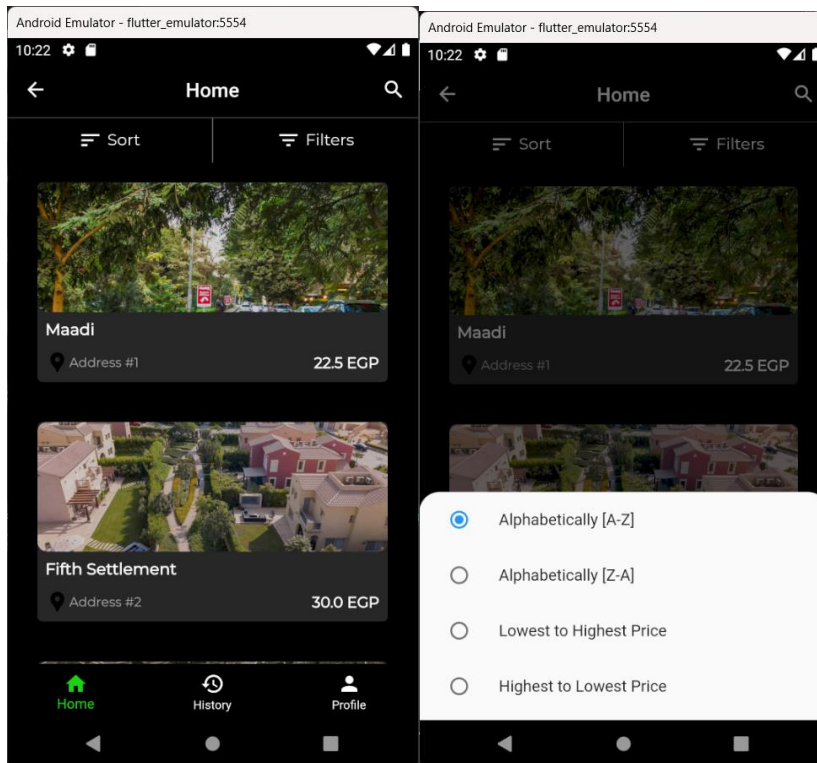 Android Emulator - flutter_emulator:5554
10:22
Home
Sort
Filters
Maadi
Address #1
22.5 EGP
Fifth Settlement
Address #2
30.0 EGP
Home
History
Profile
Android Emulator - flutter_emulator:5554
10:22
Home
Sort
Filters
Maadi
Address #1
22.5 EGP
Alphabetically [A-Z]
Alphabetically [Z-A]
Lowest to Highest Price
Highest to Lowest Price